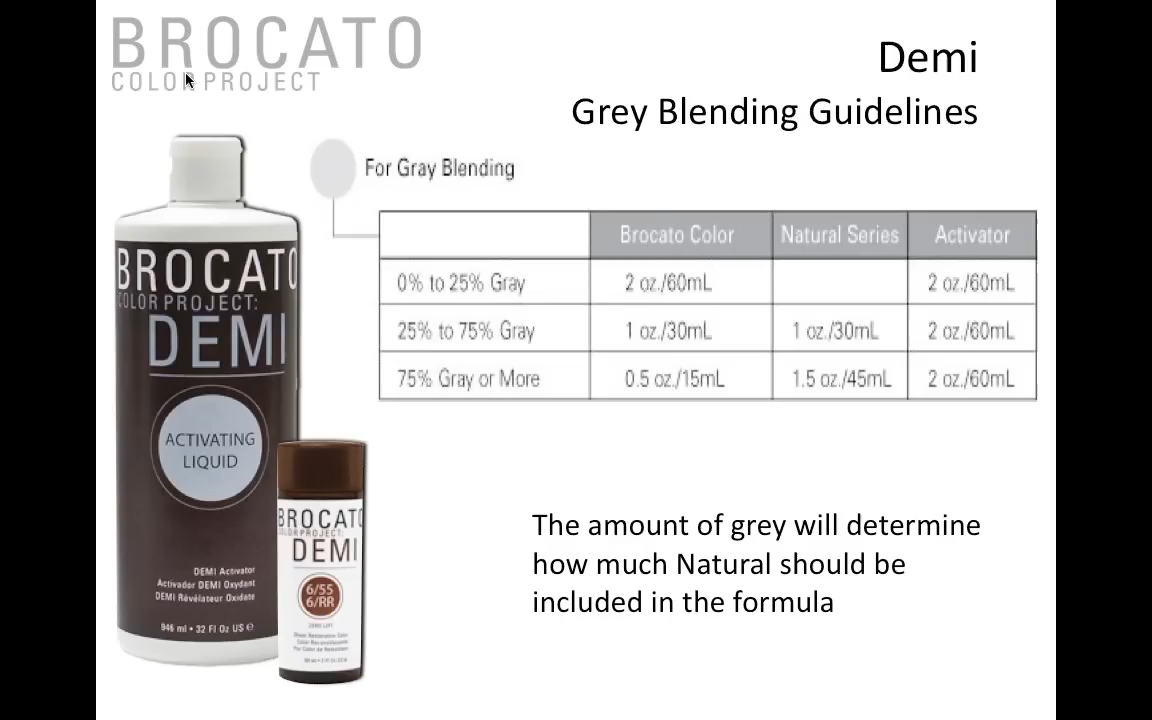 BROCATO
COLOR PROJECT
Demi
Grey Blending Guidelines
For Gray Blending
Brocato Color Natural Series Activator
0% to 25% Gray 2 oz./60mL 2 oz./60mL
25% to 75% Gray 1 oz./30mL 1 oz./30mL 2 oz./60mL
75% Gray or More 0.5 oz./15mL 1.5 oz./45mL 2 oz./60mL
BROCATO
COLOR PROJECT:
DEMI
ACTIVATING
LIQUID
DEMI Activator
Activador DEMI Oxydant
DEMI Révélateur Oxidate
946 ml • 32 Fl Oz US ℮
BROCATO
COLOR PROJECT:
DEMI
6/55
6/RR
ZERO LIFT
The amount of grey will determine
how much Natural should be
included in the formula